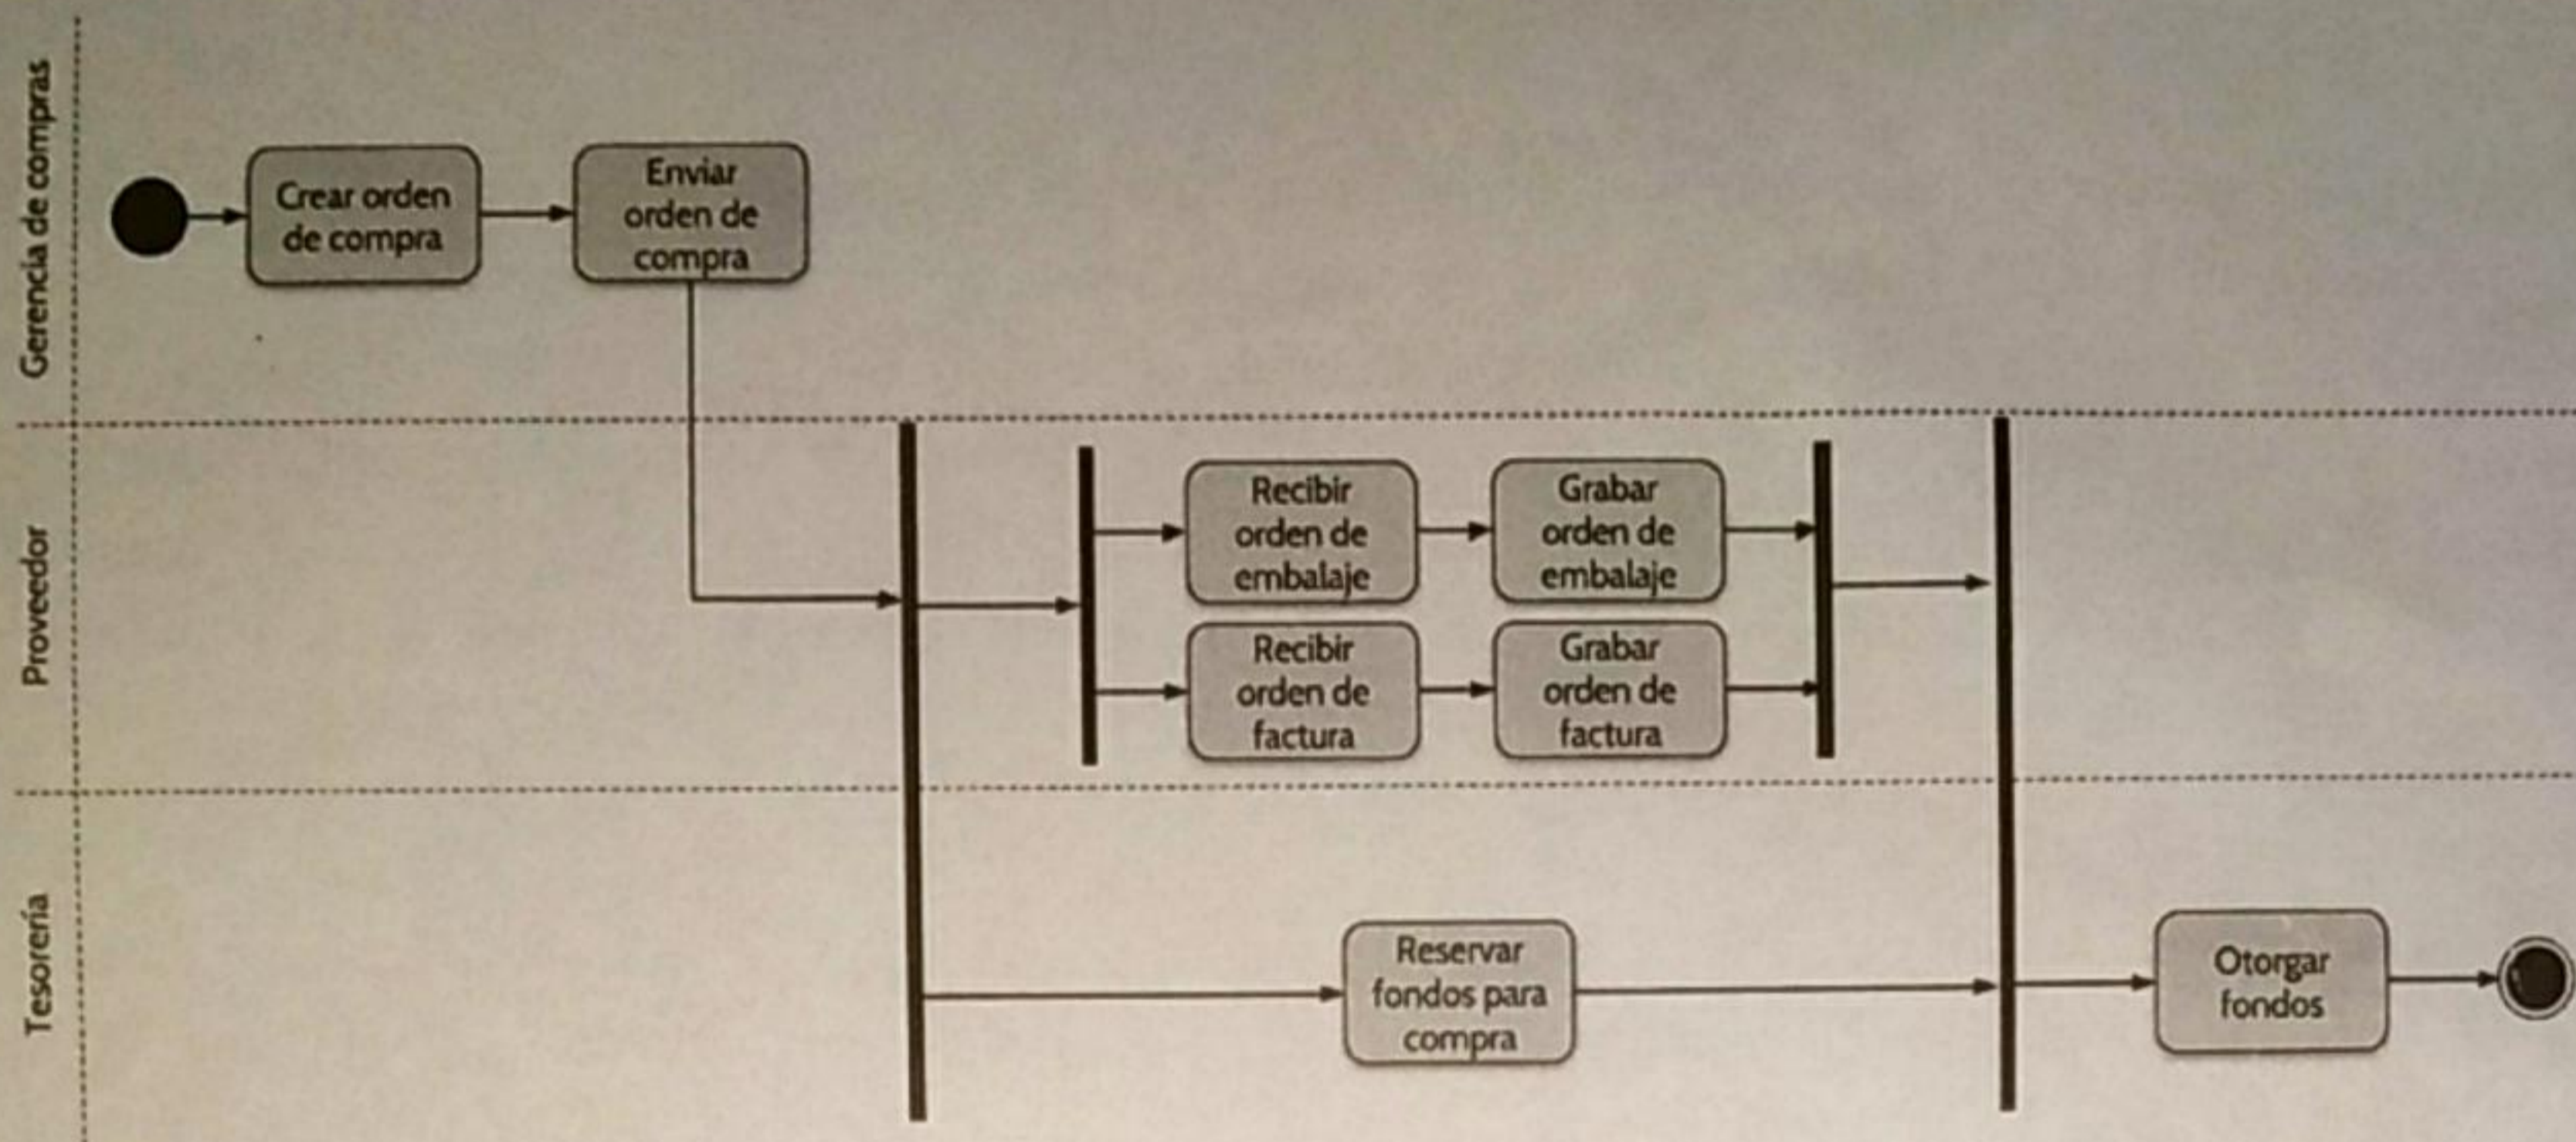 Gerencia de compras
Crear orden
de compra
Enviar
orden de
compra
Proveedor
Recibir
orden de
embalaje
Grabar
orden de
embalaje
Recibir
orden de
factura
Grabar
orden de
factura
Tesorería
Reservar
fondos para
compra
Otorgar
fondos